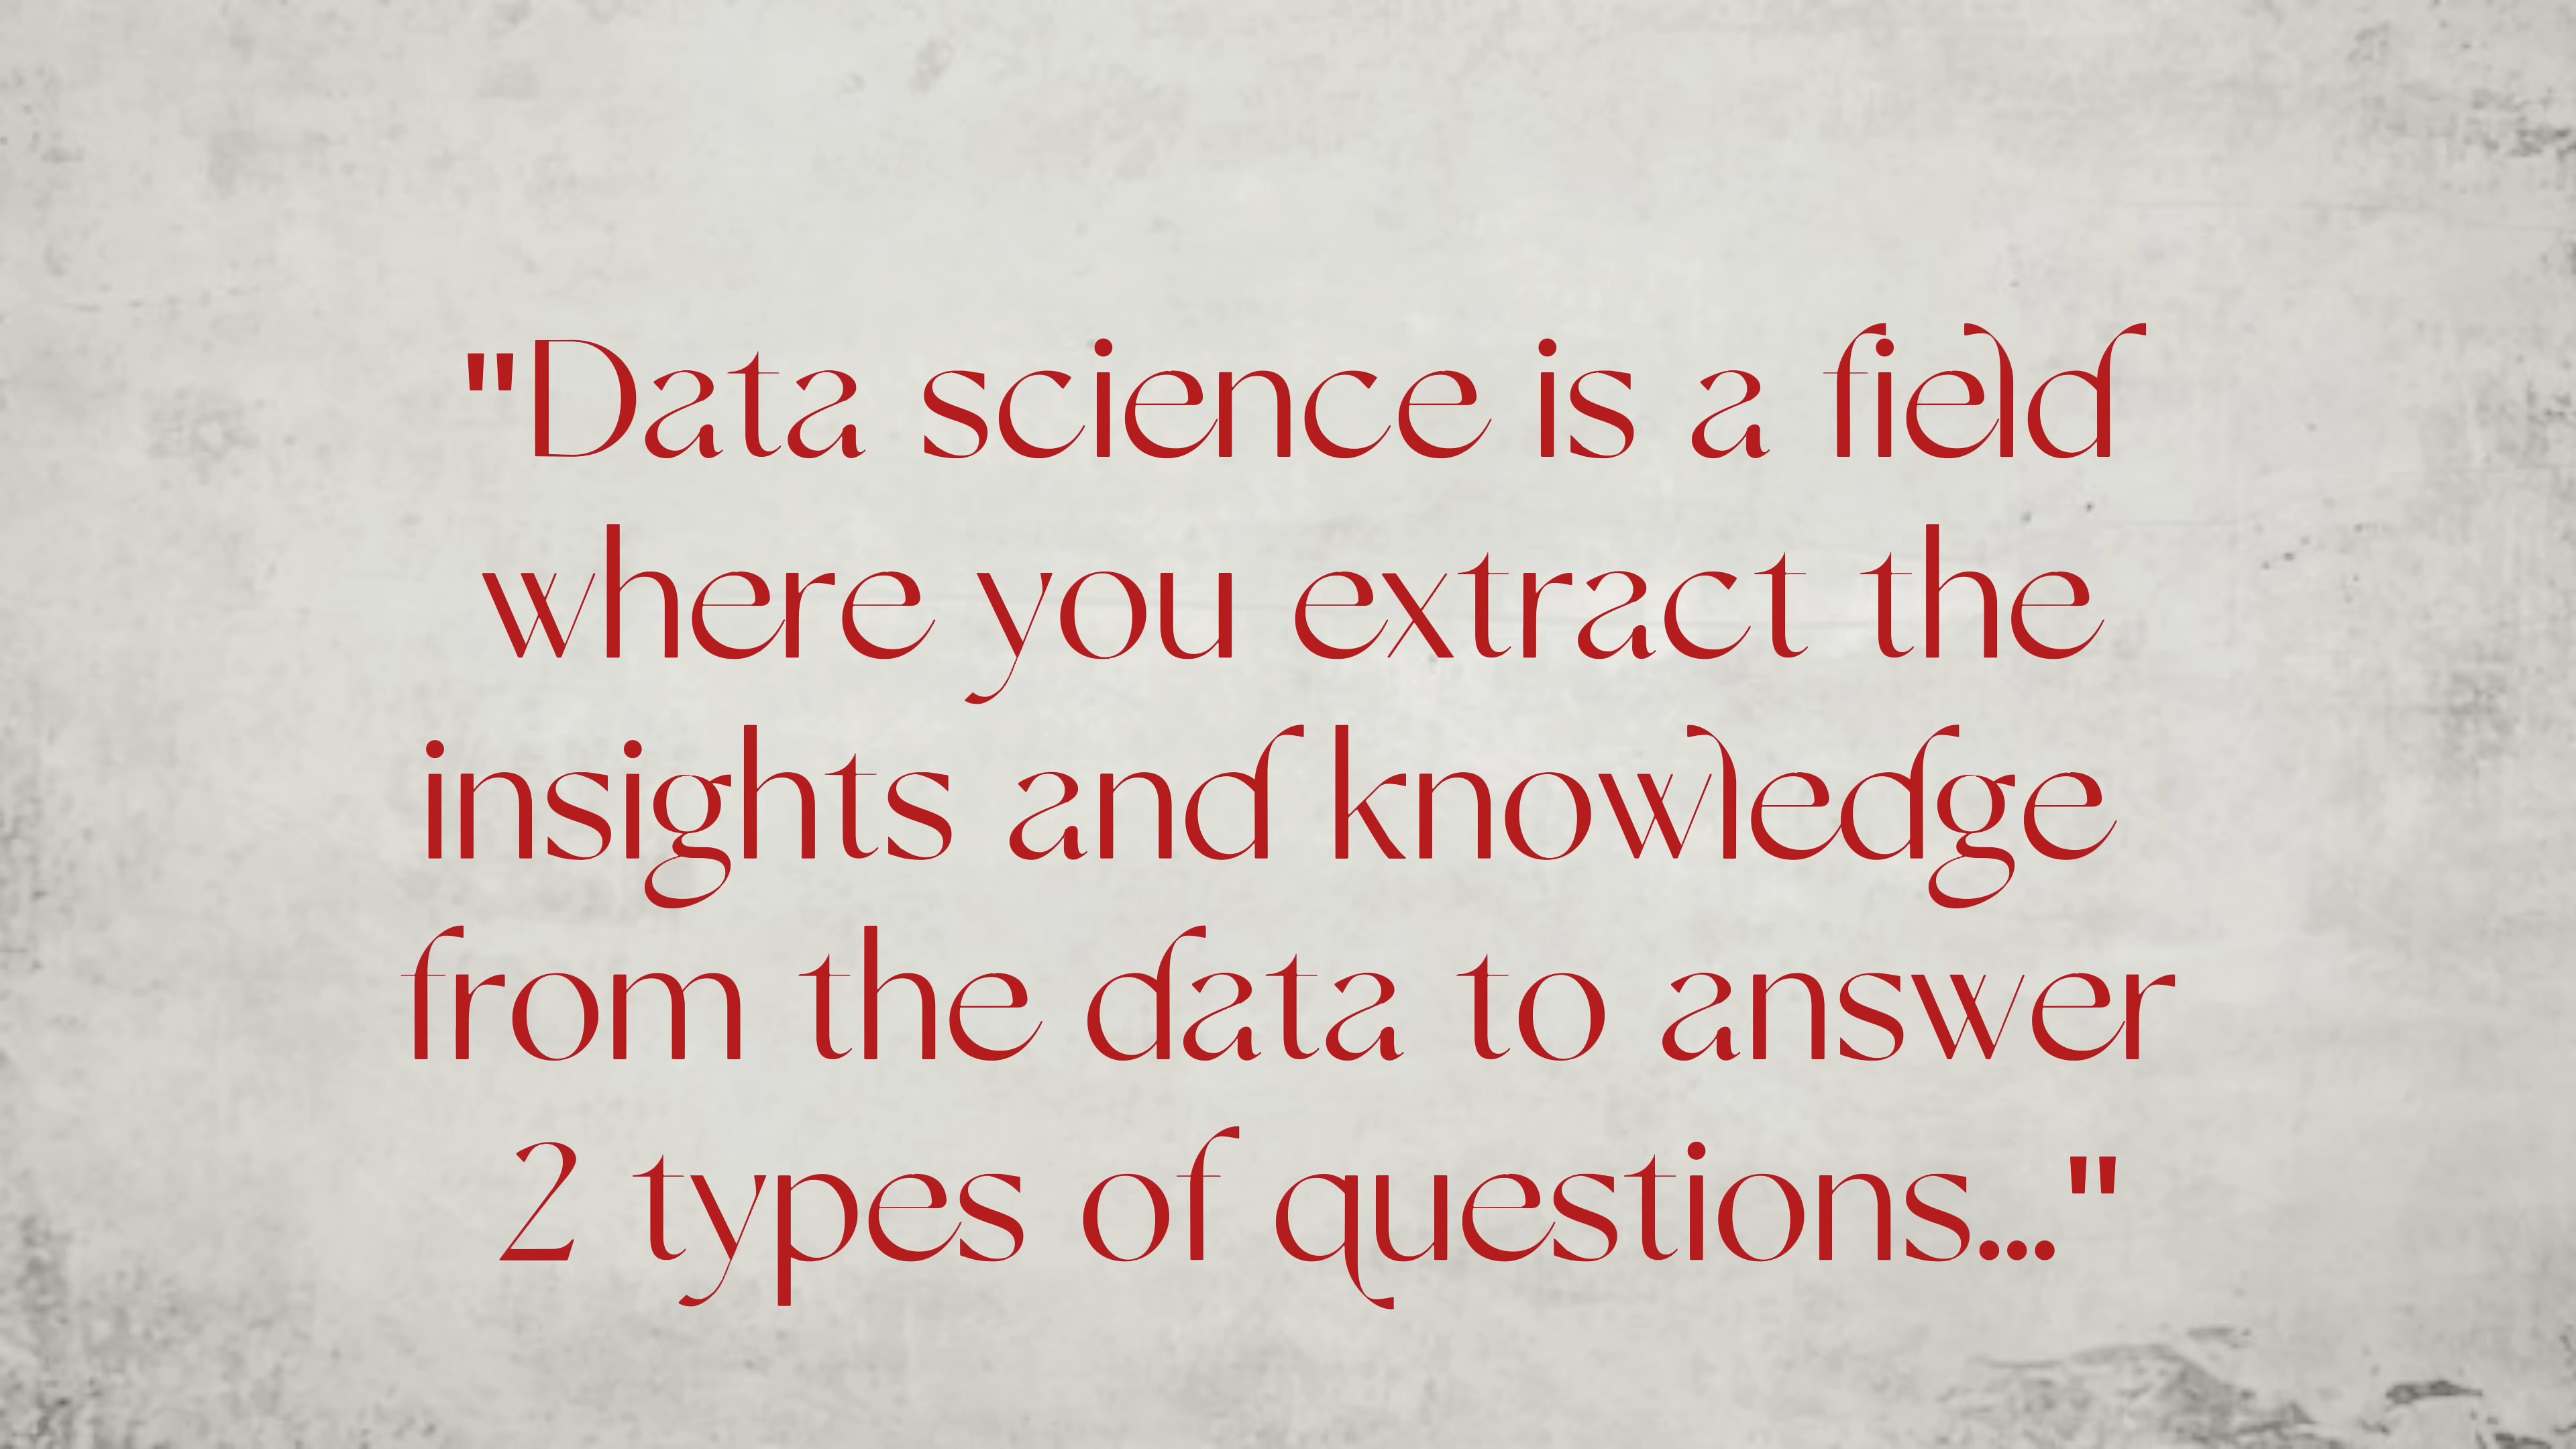 "Data science is a field
where you extract the
insights and knowledge
from the data to answer
2 types of questions..."